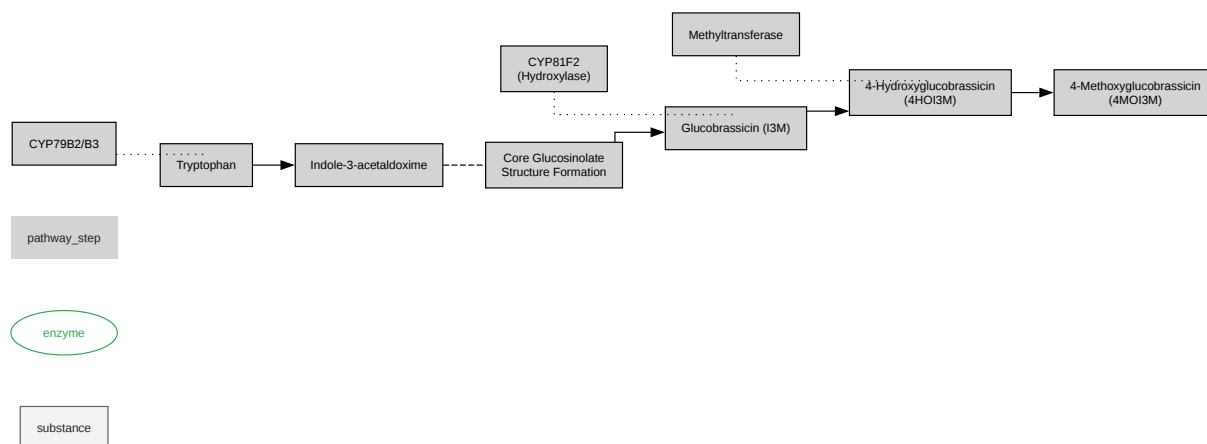 Methyltransferase
CYP81F2
(Hydroxylase)
4-Hydroxyglucobrassicin
(4HOI3M)
4-Methoxyglucobrassicin
(4MOI3M)
Glucobrassicin (I3M)
CYP79B2/B3
Tryptophan
Indole-3-acetaldoxime
Core Glucosinolate
Structure Formation
pathway_step
enzyme
substance